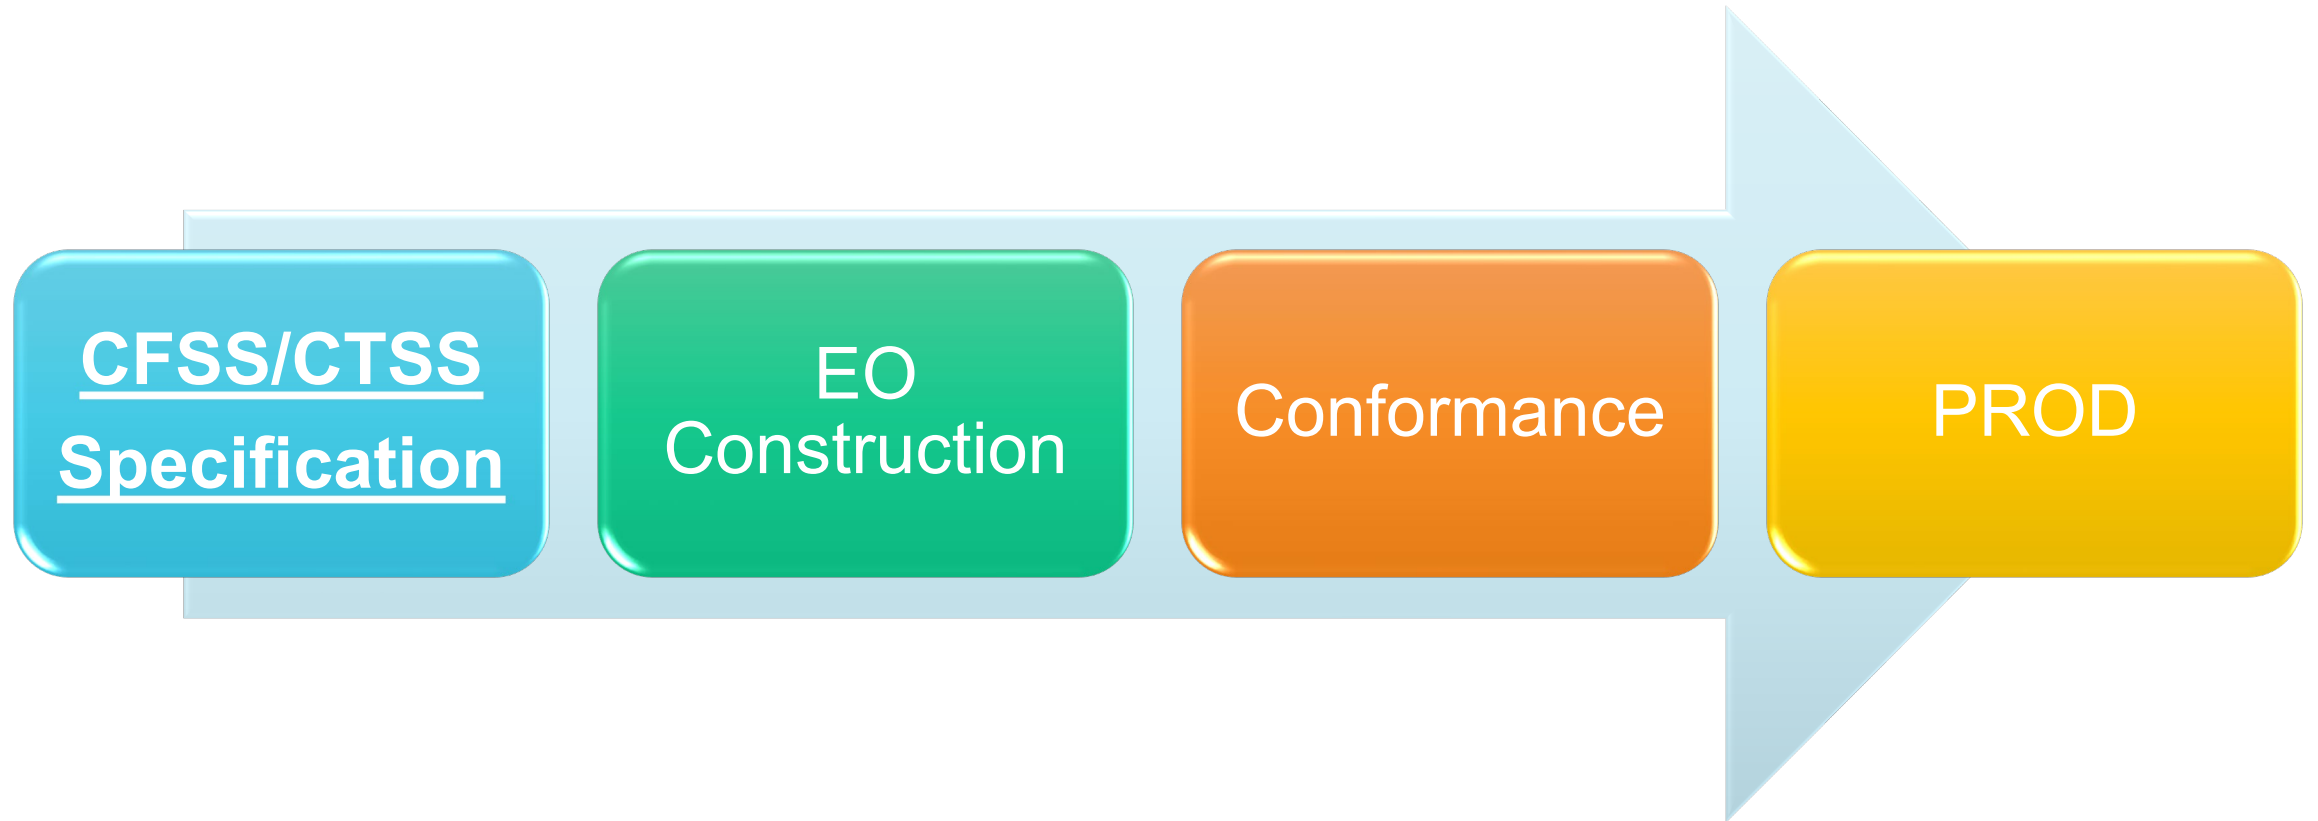 CFSS/CTSS
Specification
EO
Construction
Conformance
PROD